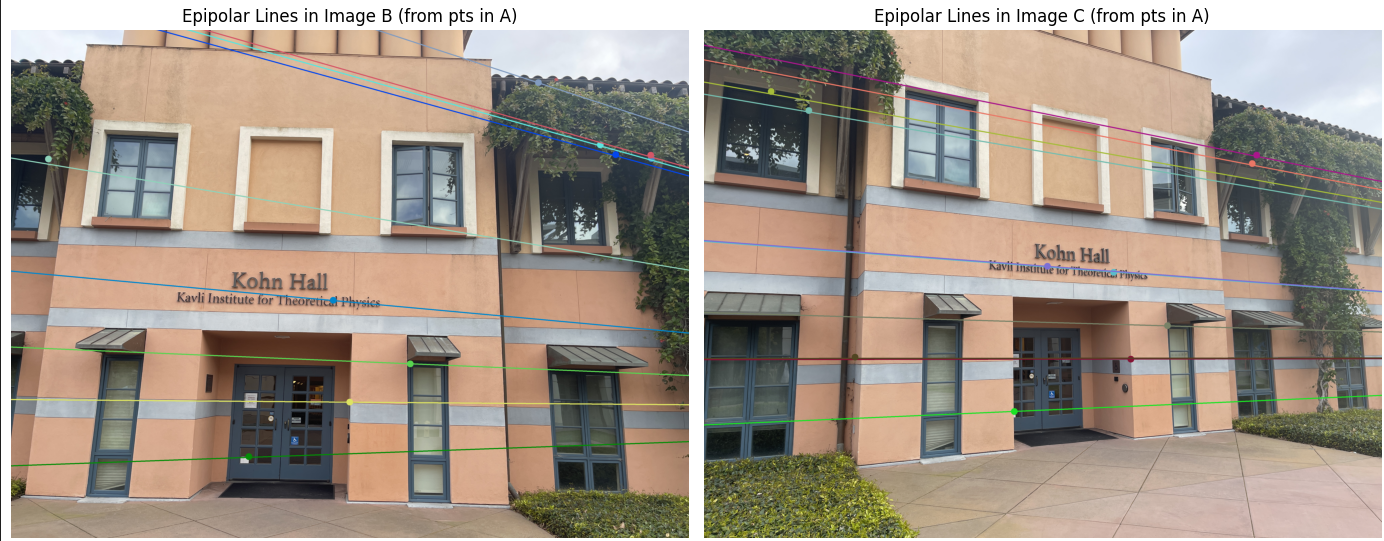 Epipolar Lines in Image B (from pts in A)
Epipolar Lines in Image C (from pts in A)
Kohn Hall
Kavli Institute for Theoretical Physics
Kohn Hall
Kavli Institute for Theoretical Physics